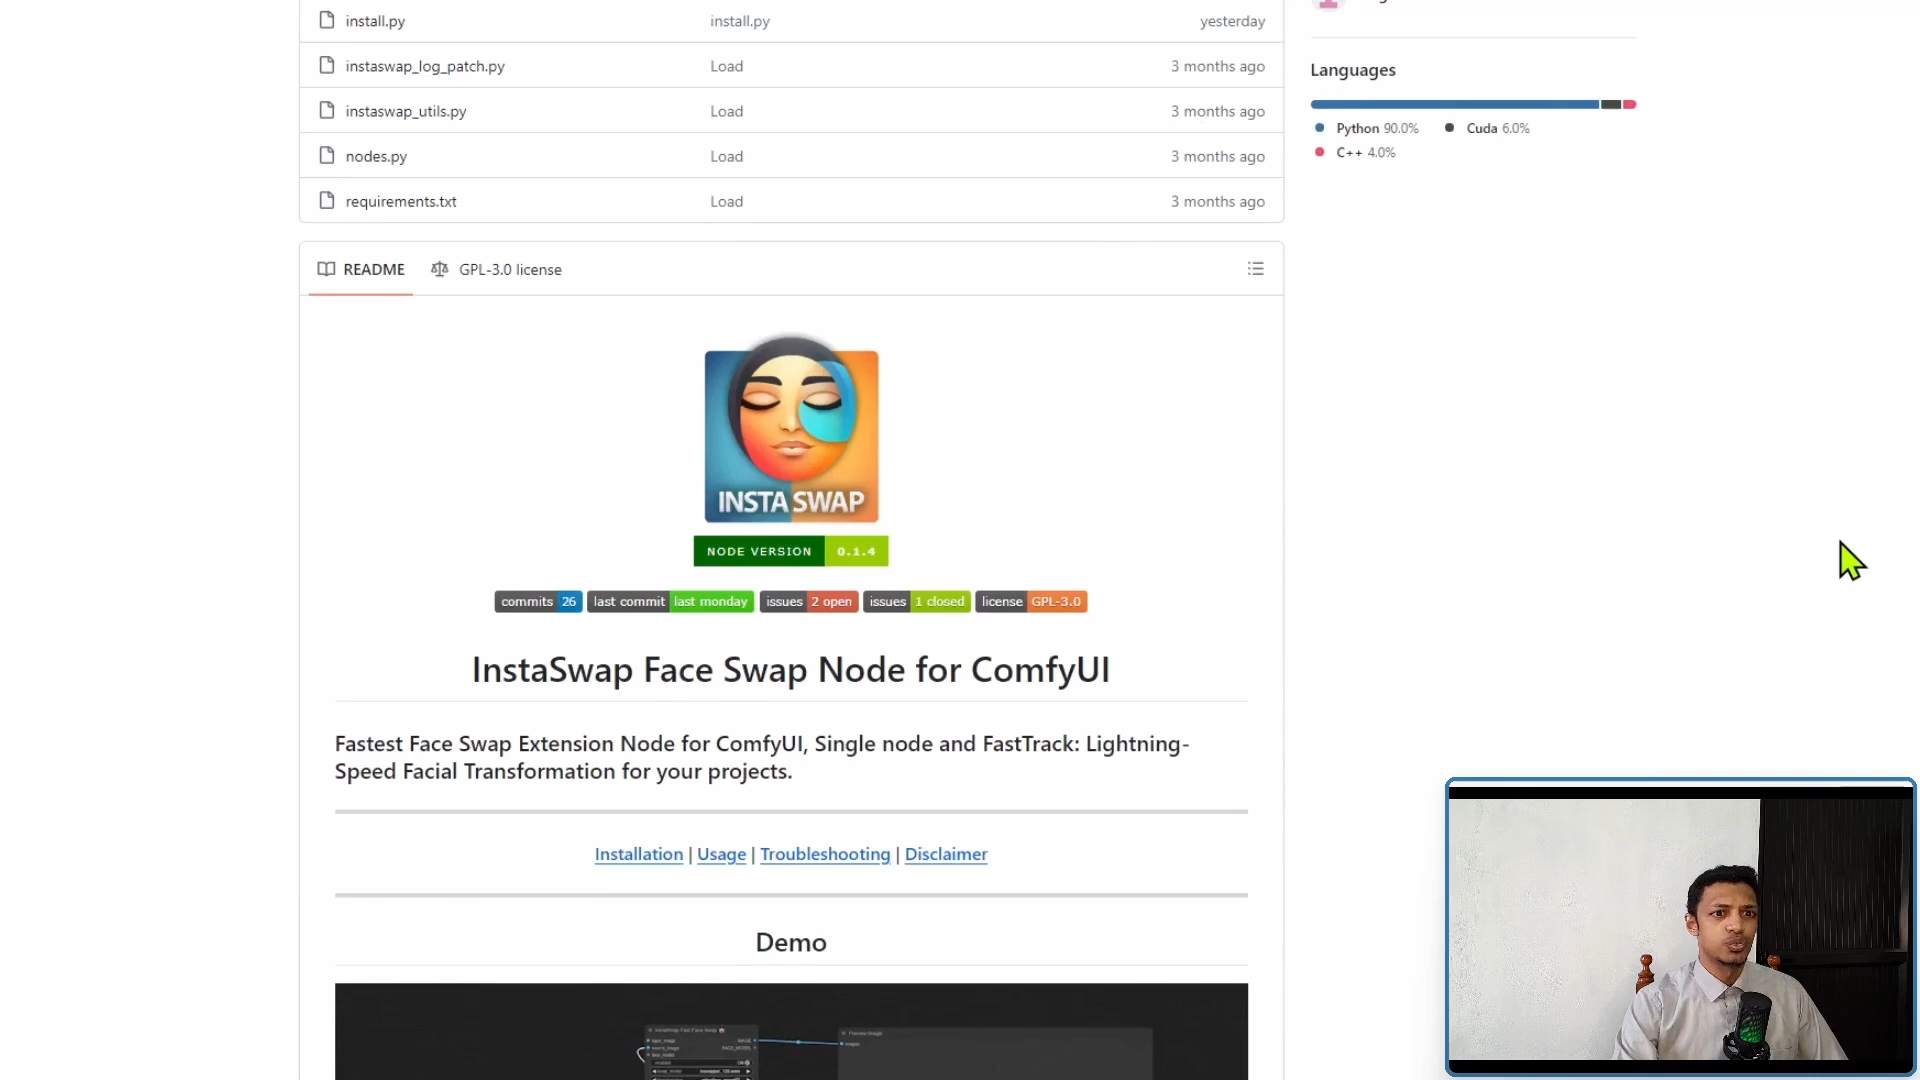 install.py install.py yesterday
instaswap_log_patch.py Load 3 months ago
instaswap_utils.py Load 3 months ago
nodes.py Load 3 months ago
requirements.txt Load 3 months ago
Languages
Python 90.0% Cuda 6.0%
C++ 4.0%
README GPL-3.0 license
INSTA SWAP
NODE VERSION 0.1.4
commits 26 last commit last monday issues 2 open issues 1 closed license GPL-3.0
InstaSwap Face Swap Node for ComfyUI
Fastest Face Swap Extension Node for ComfyUI, Single node and FastTrack: Lightning-
Speed Facial Transformation for your projects.
Installation | Usage | Troubleshooting | Disclaimer
Demo
Preview Image